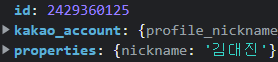 id: 2429360125
▶ kakao_account: {profile_nickname
▶ properties: {nickname: '김대진'}